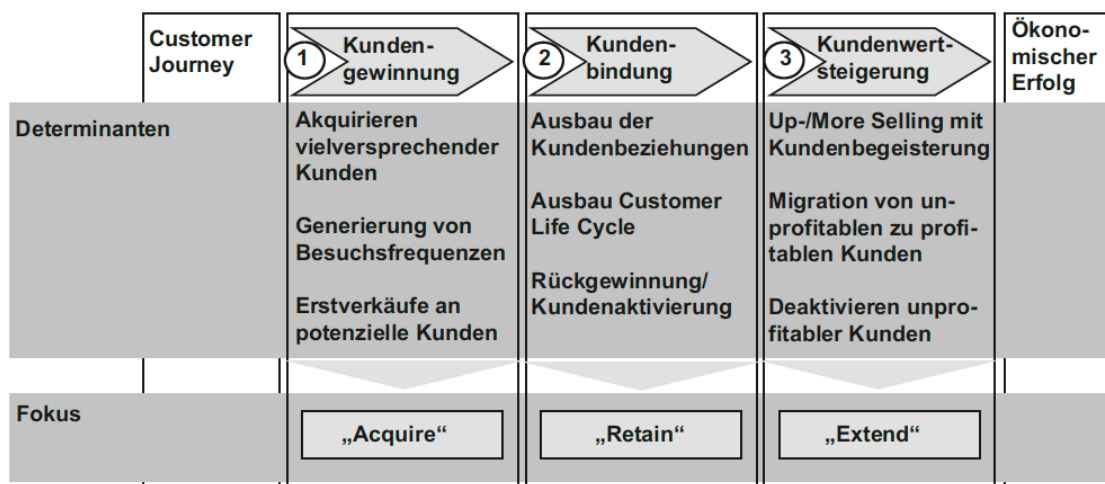 Customer
Journey
1
Kunden-
gewinnung
2
Kunden-
bindung
3
Kundenwert-
steigerung
Ökono-
mischer
Erfolg
Determinanten
Akquirieren
vielversprechender
Kunden
Generierung von
Besuchsfrequenzen
Erstverkäufe an
potenzielle Kunden
Ausbau der
Kundenbeziehungen
Ausbau Customer
Life Cycle
Rückgewinnung/
Kundenaktivierung
Up-/More Selling mit
Kundenbegeisterung
Migration von un-
profitablen zu profi-
tablen Kunden
Deaktivieren unpro-
fitabler Kunden
Fokus
„Acquire“
„Retain“
„Extend“